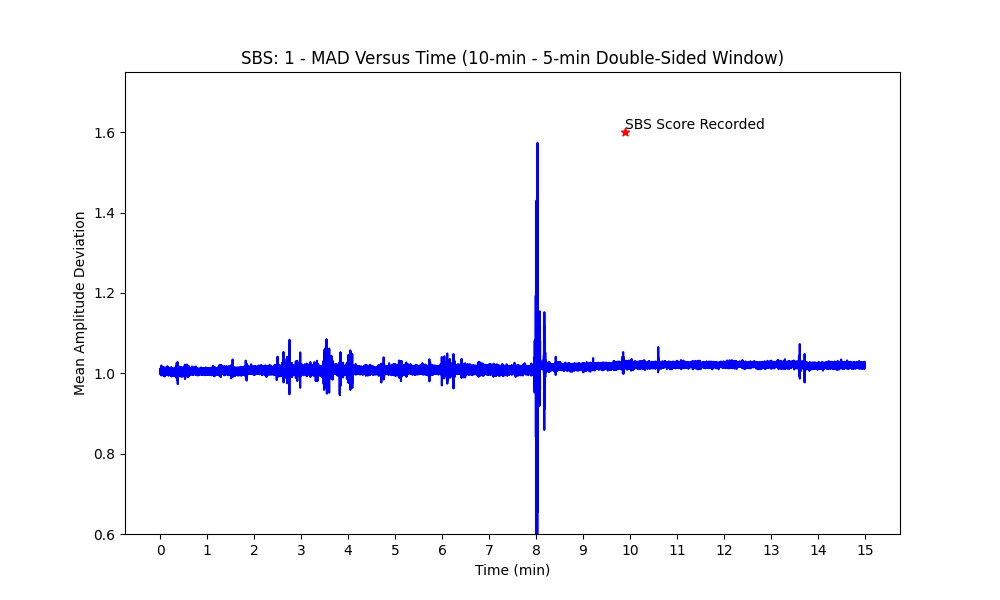 SBS: 1 - MAD Versus Time (10-min - 5-min Double-Sided Window)
SBS Score Recorded
Mean Amplitude Deviation
1.6
1.4
1.2
1.0
0.8
0.6
0 1 2 3 4 5 6 7 8 9 10 11 12 13 14 15
Time (min)